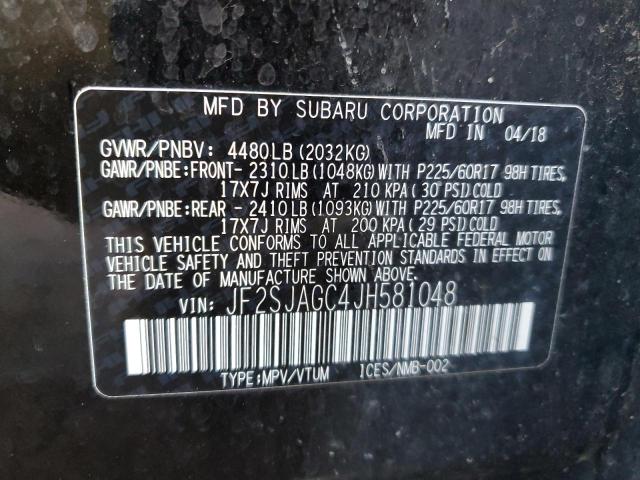 MFD BY SUBARU CORPORATION
MFD IN 04/18
GVWR/PNBV: 4480LB (2032KG)
GAWR/PNBE:FRONT- 2310LB (1048KG) WITH P225/60R17 98H TIRES,
17X7J RIMS AT 210 KPA (30 PSI) COLD
GAWR/PNBE:REAR - 2410LB (1093KG) WITH P225/60R17 98H TIRES,
17X7J RIMS AT 200 KPA (29 PSI) COLD
THIS VEHICLE CONFORMS TO ALL APPLICABLE FEDERAL MOTOR
VEHICLE SAFETY AND THEFT PREVENTION STANDARDS IN EFFECT ON
THE DATE OF MANUFACTURE SHOWN ABOVE.
VIN: JF2SJAGC4JH581048
TYPE:MPV/VTUM ICES/NMB-002